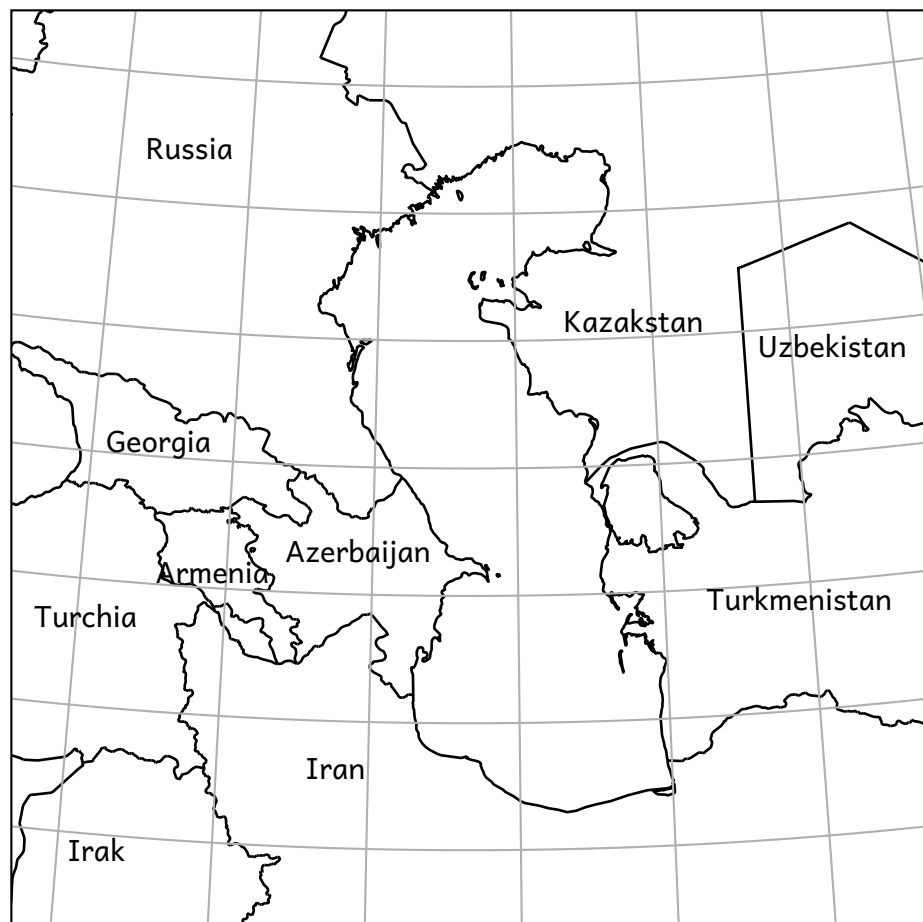 Russia
Kazakstan
Uzbekistan
Georgia
Azerbaijan
Armenia
Turkmenistan
Turchia
Iran
Irak